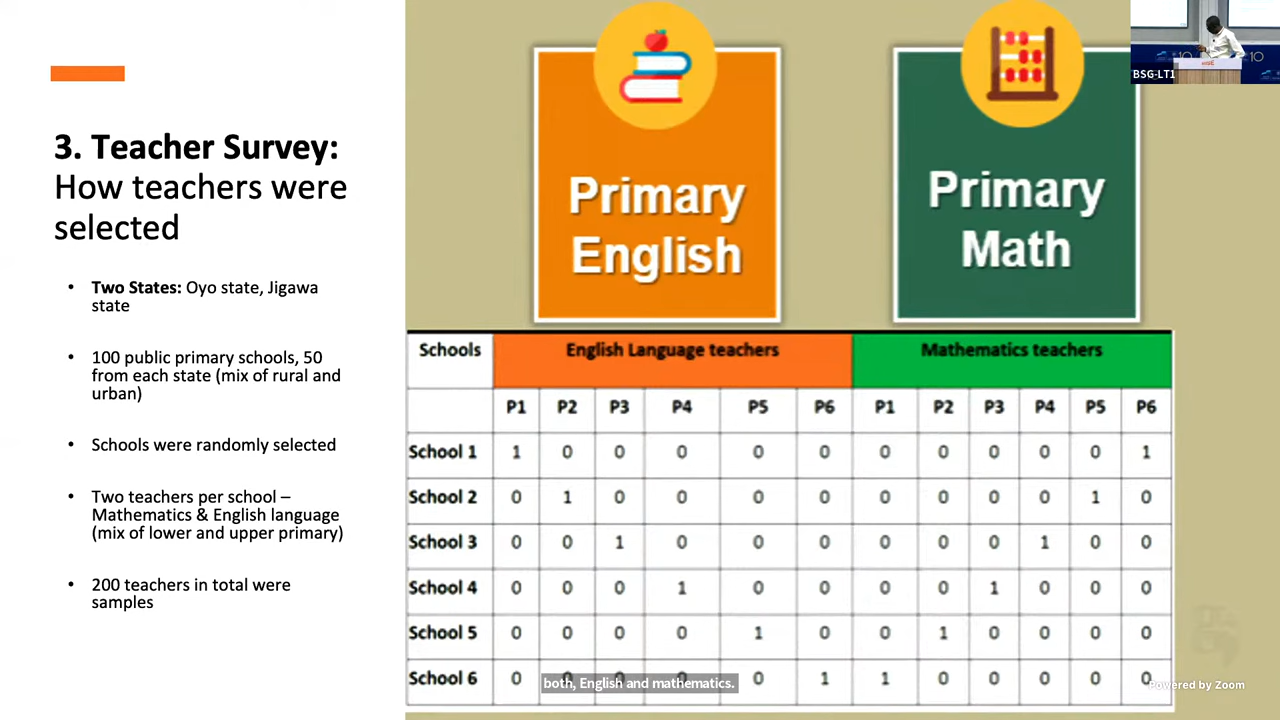 3. Teacher Survey:
How teachers were
selected
• Two States: Oyo state, Jigawa
state
• 100 public primary schools, 50
from each state (mix of rural and
urban)
• Schools were randomly selected
• Two teachers per school –
Mathematics & English language
(mix of lower and upper primary)
• 200 teachers in total were
samples
Primary
English
Primary
Math
BSG-LT1
Schools English Language teachers Mathematics teachers
P1 P2 P3 P4 P5 P6 P1 P2 P3 P4 P5 P6
School 1 1 0 0 0 0 0 0 0 0 0 0 1
School 2 0 1 0 0 0 0 0 0 0 0 1 0
School 3 0 0 1 0 0 0 0 0 0 1 0 0
School 4 0 0 0 1 0 0 0 0 1 0 0 0
School 5 0 0 0 0 1 0 0 1 0 0 0 0
School 6 0 0 0 0 0 1 1 0 0 0 0 0
both, English and mathematics.
Powered by Zoom